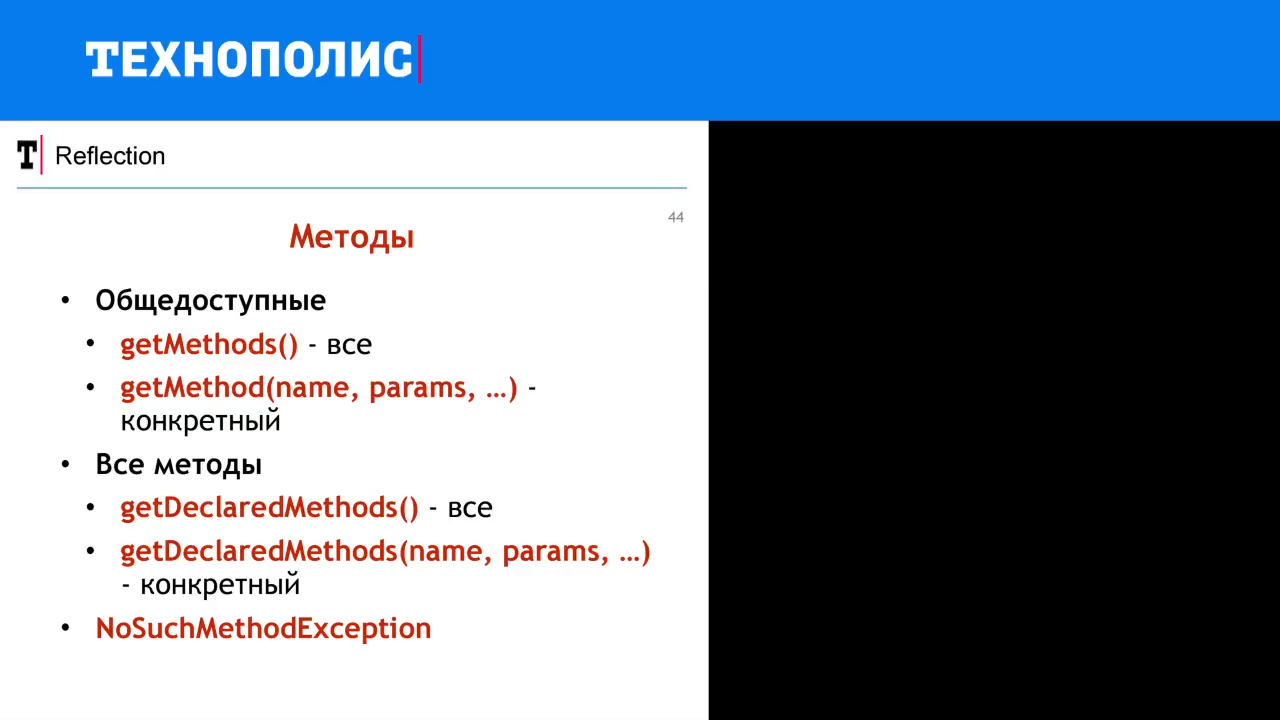 ТЕХНОПОЛИС
T Reflection
44
Методы
• Общедоступные
• getMethods() - все
• getMethod(name, params, …) -
конкретный
• Все методы
• getDeclaredMethods() - все
• getDeclaredMethods(name, params, …)
- конкретный
• NoSuchMethodException